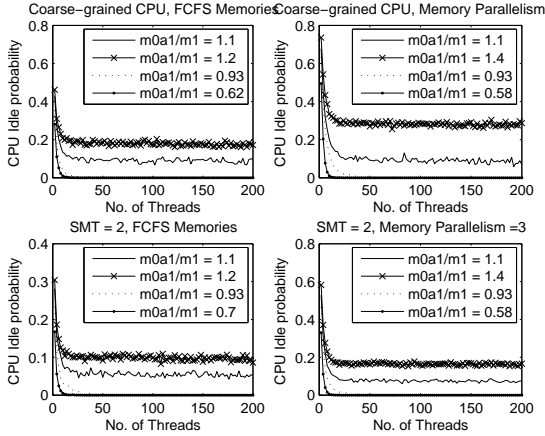 Coarse-grained CPU, FCFS Memories
0.8
0.6
0.4
0.2
0
CPU Idle probability
m0a1/m1 = 1.1
m0a1/m1 = 1.2
m0a1/m1 = 0.93
m0a1/m1 = 0.62
0
50
100
150
200
No. of Threads
Coarse-grained CPU, Memory Parallelism
0.8
0.6
0.4
0.2
0
CPU Idle probability
m0a1/m1 = 1.1
m0a1/m1 = 1.4
m0a1/m1 = 0.93
m0a1/m1 = 0.58
0
50
100
150
200
No. of Threads
SMT = 2, FCFS Memories
0.4
0.3
0.2
0.1
0
CPU Idle probability
m0a1/m1 = 1.1
m0a1/m1 = 1.2
m0a1/m1 = 0.93
m0a1/m1 = 0.7
0
50
100
150
200
No. of Threads
SMT = 2, Memory Parallelism =3
0.8
0.6
0.4
0.2
0
CPU Idle probability
m0a1/m1 = 1.1
m0a1/m1 = 1.4
m0a1/m1 = 0.93
m0a1/m1 = 0.58
0
50
100
150
200
No. of Threads